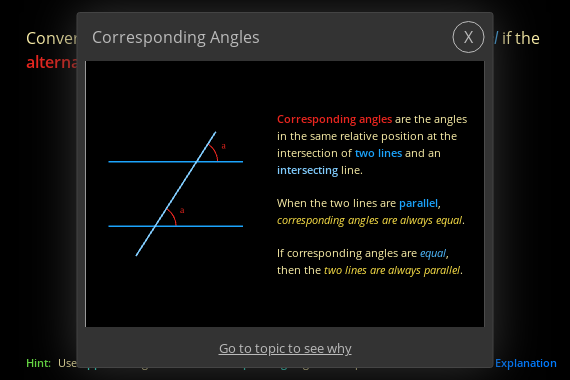 Conver
if the
alterna
Corresponding Angles
X
Corresponding angles are the angles
in the same relative position at the
intersection of two lines and an
intersecting line.
When the two lines are parallel,
corresponding angles are always equal.
If corresponding angles are equal,
then the two lines are always parallel.
a
a
Go to topic to see why
Hint: Use
Explanation